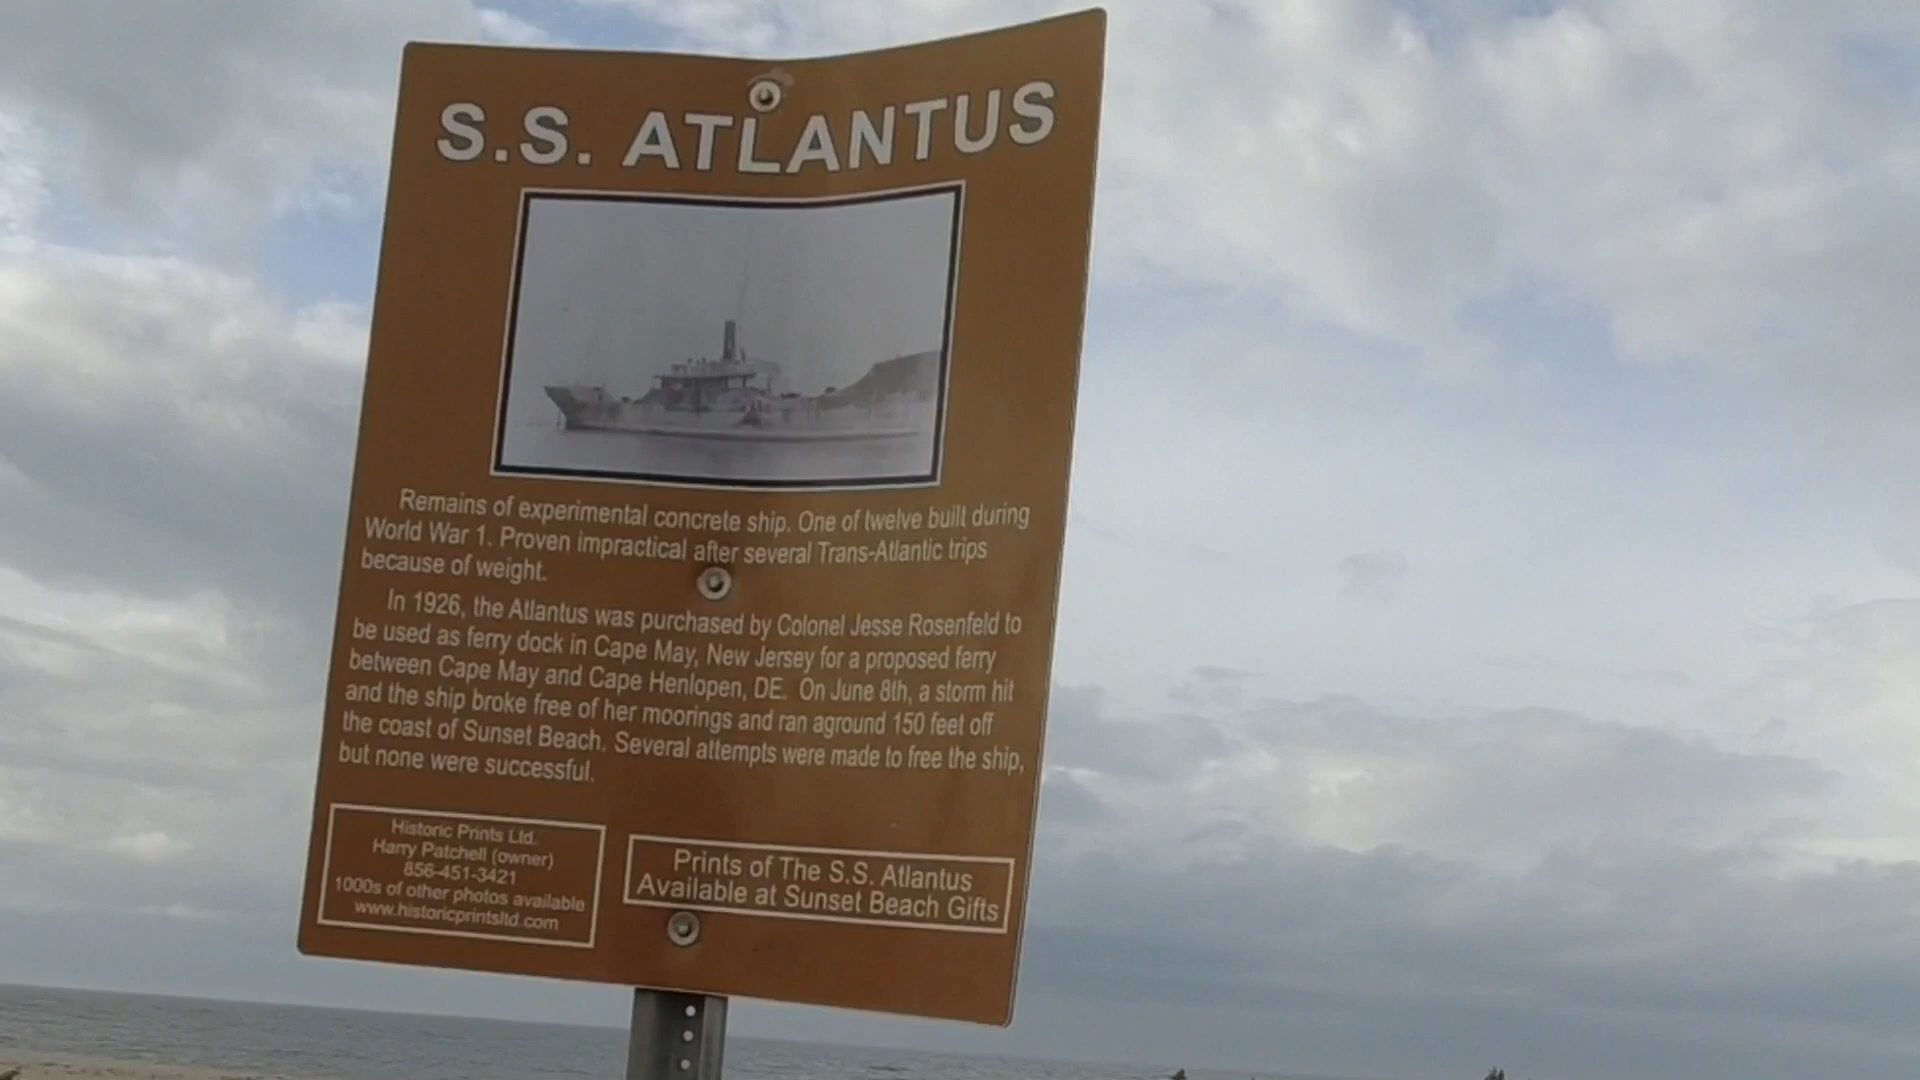 S.S. ATLANTUS
Remains of experimental concrete ship. One of twelve built during
World War 1. Proven impractical after several Trans-Atlantic trips
because of weight.
In 1926, the Atlantus was purchased by Colonel Jesse Rosenfeld to
be used as ferry dock in Cape May, New Jersey for a proposed ferry
between Cape May and Cape Henlopen, DE. On June 8th, a storm hit
and the ship broke free of her moorings and ran aground 150 feet off
the coast of Sunset Beach. Several attempts were made to free the ship,
but none were successful.
Historic Prints Ltd.
Harry Patchell (owner)
856-451-3421
1000s of other photos available
www.historicprintsltd.com
Prints of The S.S. Atlantus
Available at Sunset Beach Gifts